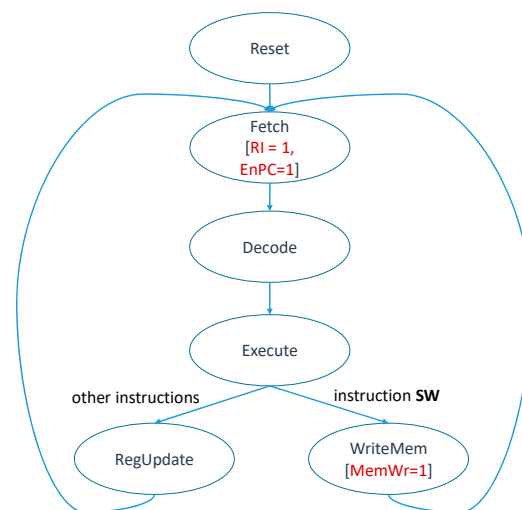 Reset
Fetch
[RI = 1,
EnPC=1]
Decode
Execute
other instructions
instruction SW
RegUpdate
WriteMem
[MemWr=1]